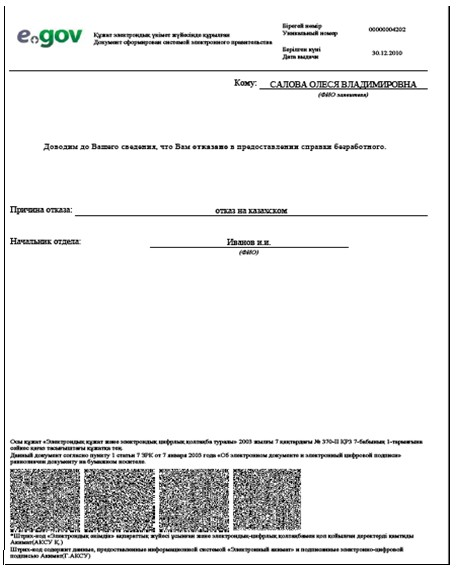 e.gov
Құжат электрондық үкімет жүйесінде құрылған
Документ сформирован системой электронного правительства
Бірегей нөмір
Уникальный номер
00000004202
Берілген күні
Дата выдачи
30.12.2010
Кому: САЛОВА ОЛЕСЯ ВЛАДИМИРОВНА
(ФИО заявителя)
Доводим до Вашего сведения, что Вам отказано в предоставлении справки безработного.
Причина отказа: отказ на казахском
Начальник отдела: Иванов и.и.
(ФИО)
Осы құжат «Электрондық құжат және электрондық цифрлық қолтаңба туралы» 2003 жылғы 7 қаңтардағы № 370-II ҚРЗ 7-бабының 1-тармағына
сәйкес қағаз тасығыштағы құжатқа тең.
Данный документ согласно пункту 1 статьи 7 ЗРК от 7 января 2003 года «Об электронном документе и электронной цифровой подписи»
равнозначен документу на бумажном носителе.
*Штрих-код «Электрондық әкімдік» ақпараттық жүйесі ұсынған және электрондық-цифрлық қолтаңбамен қол қойылған деректерді қамтиды
Акимат(АКСУ Қ.)
Штрих-код содержит данные, предоставленные информационной системой «Электронный акимат» и подписанные электронно-цифровой
подписью Акимат(Г.АКСУ)